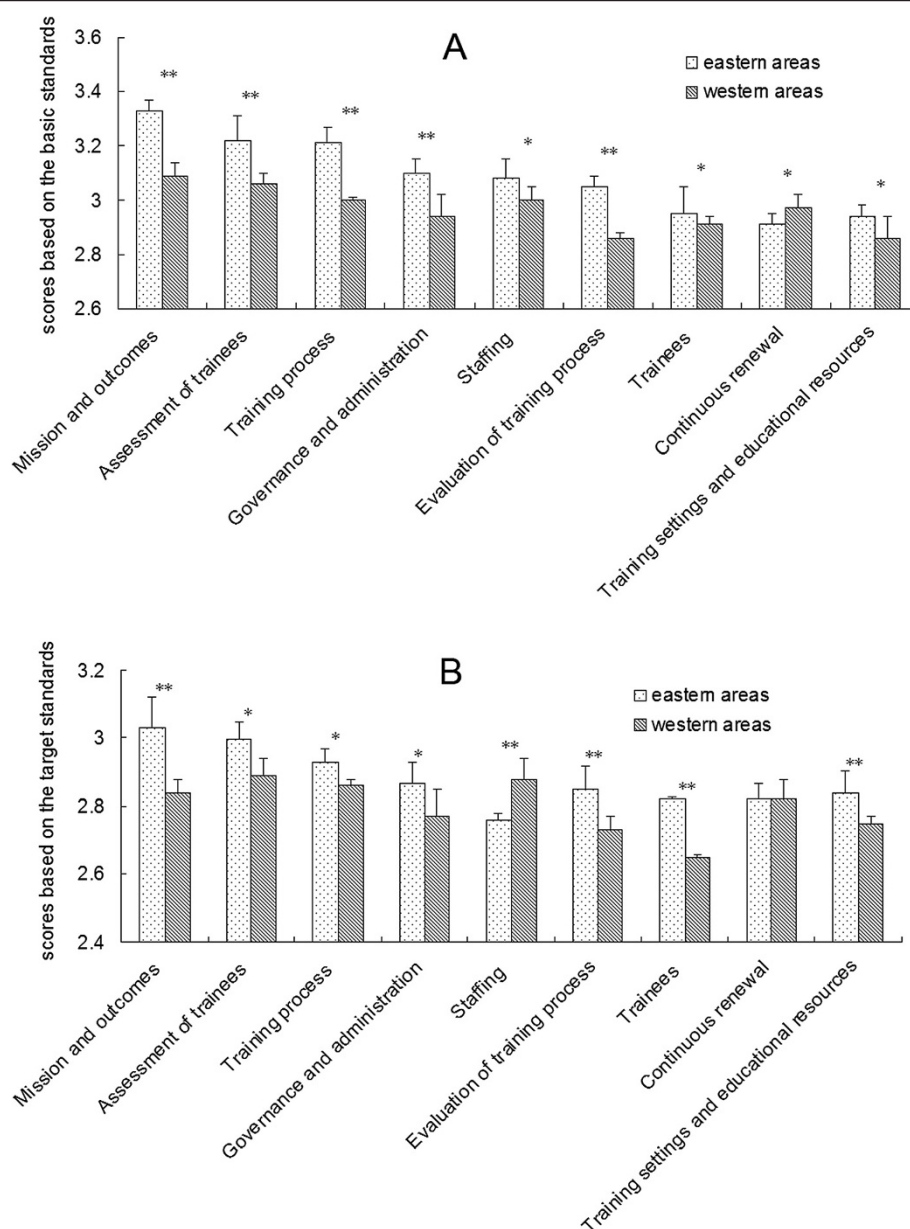 A
scores based on the basic standards
3.6
3.4
3.2
3
2.8
2.6
eastern areas
western areas
**
**
**
**
*
**
*
*
*
Mission and outcomes
Assessment of trainees
Training process
Governance and administration
Staffing
Evaluation of training process
Trainees
Continuous renewal
Training settings and educational resources
B
scores based on the target standards
3.2
3
2.8
2.6
2.4
eastern areas
western areas
**
*
*
*
**
**
**
**
Mission and outcomes
Assessment of trainees
Training process
Governance and administration
Staffing
Evaluation of training process
Trainees
Continuous renewal
Training settings and educational resources